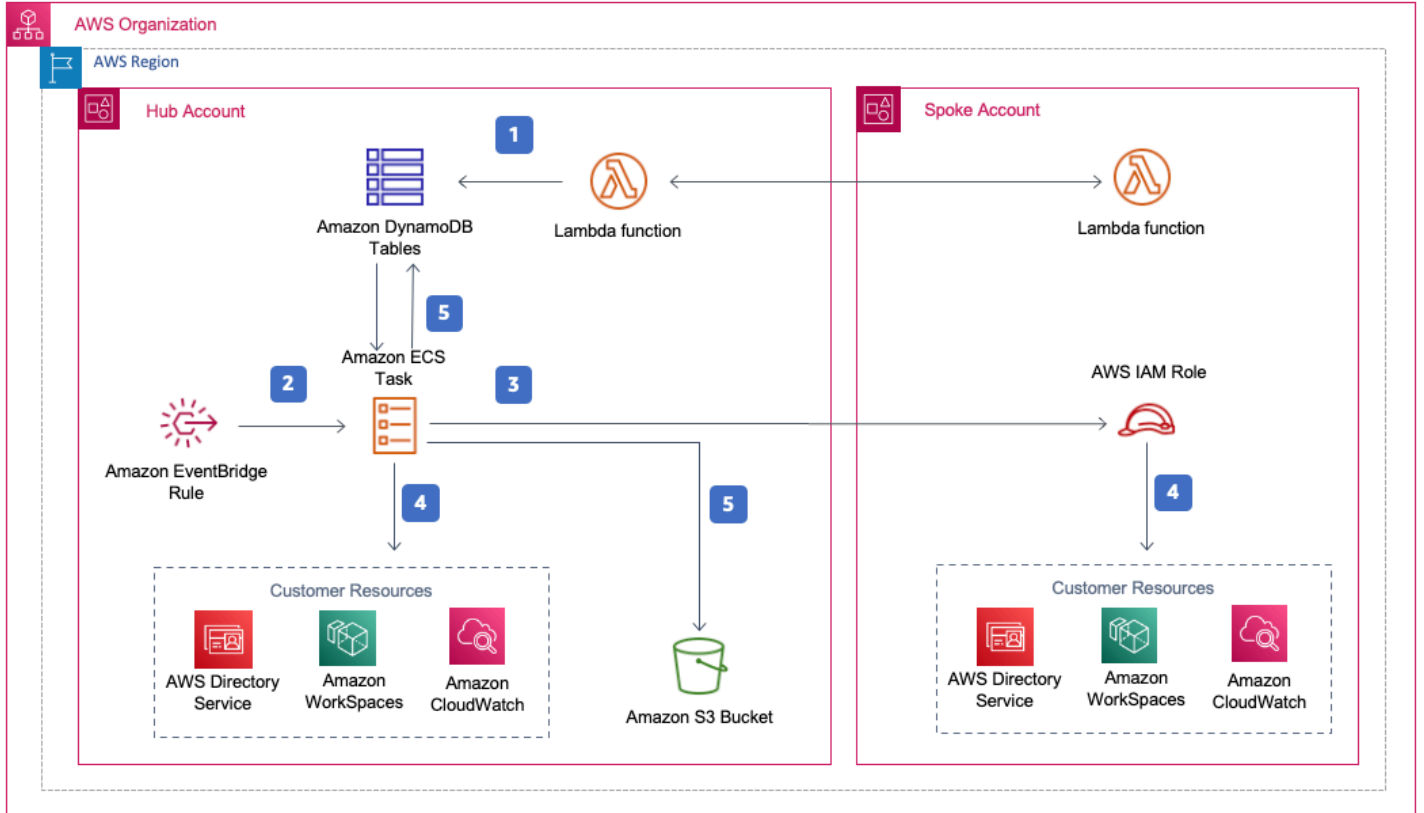 AWS Organization
AWS Region
Hub Account
Spoke Account
1
Amazon DynamoDB
Tables
Lambda function
Lambda function
5
Amazon ECS
Task
2
3
AWS IAM Role
Amazon EventBridge
Rule
4
5
4
Customer Resources
AWS Directory
Service
Amazon
WorkSpaces
Amazon
CloudWatch
Amazon S3 Bucket
Customer Resources
AWS Directory
Service
Amazon
WorkSpaces
Amazon
CloudWatch